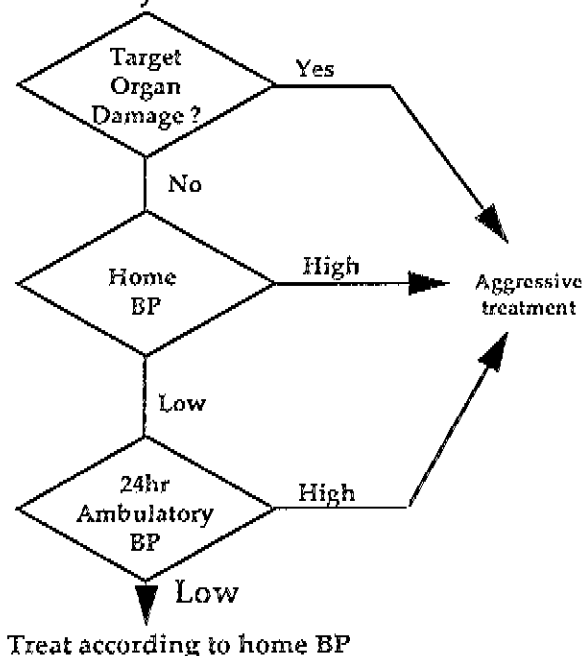 Target
Organ
Damage ?
Yes
No
Home
BP
High
Aggressive
treatment
Low
24hr
Ambulatory
BP
High
Low
Treat according to home BP